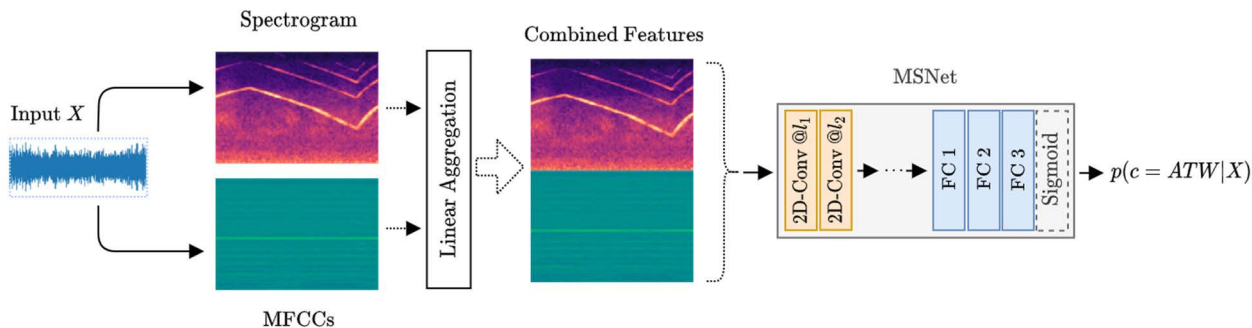 Spectrogram
Input X
MFCCs
Linear Aggregation
Combined Features
MSNet
2D-Conv @l₁
2D-Conv @l₂
FC 1
FC 2
FC 3
Sigmoid
p(c = ATW|X)